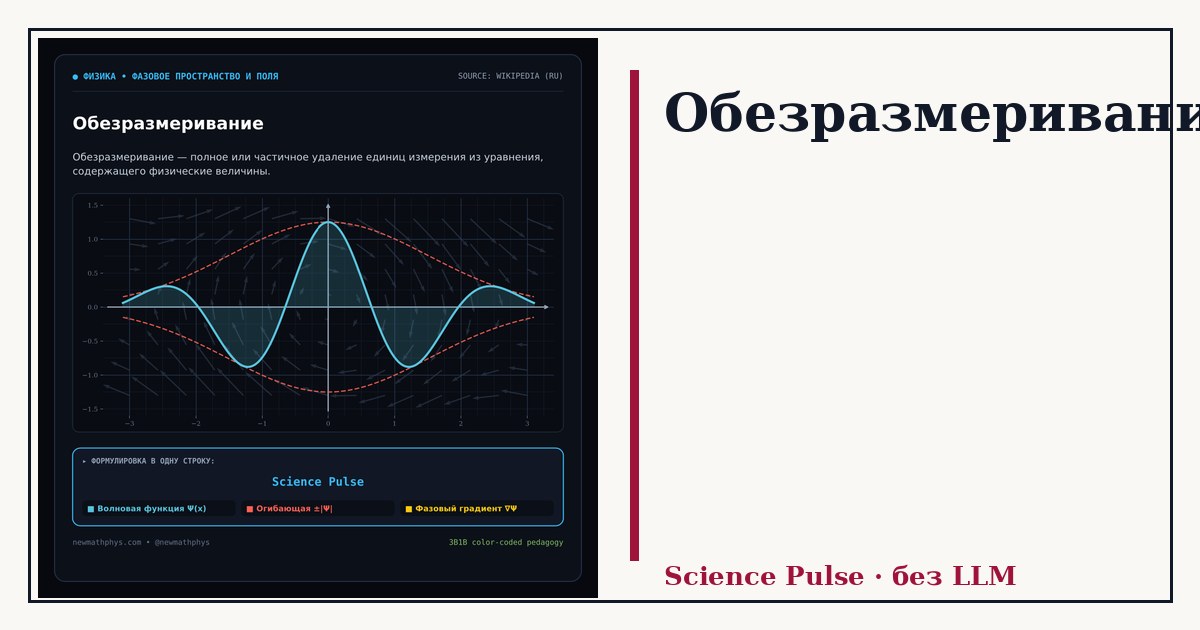 ● ФИЗИКА • ФАЗОВОЕ ПРОСТРАНСТВО И ПОЛЯ
SOURCE: WIKIPEDIA (RU)
Обезразмеривание
Обезразмеривание — полное или частичное удаление единиц измерения из уравнения,
содержащего физические величины.
1.5
1.0
0.5
0.0
−0.5
−1.0
−1.5
−3 −2 −1 0 1 2 3
▸ ФОРМУЛИРОВКА В ОДНУ СТРОКУ:
Science Pulse
■ Волновая функция Ψ(x)
■ Огибающая ±|Ψ|
■ Фазовый градиент ∇Ψ
newmathphys.com • @newmathphys
3B1B color-coded pedagogy
Обезразмеривани
Science Pulse · без LLM